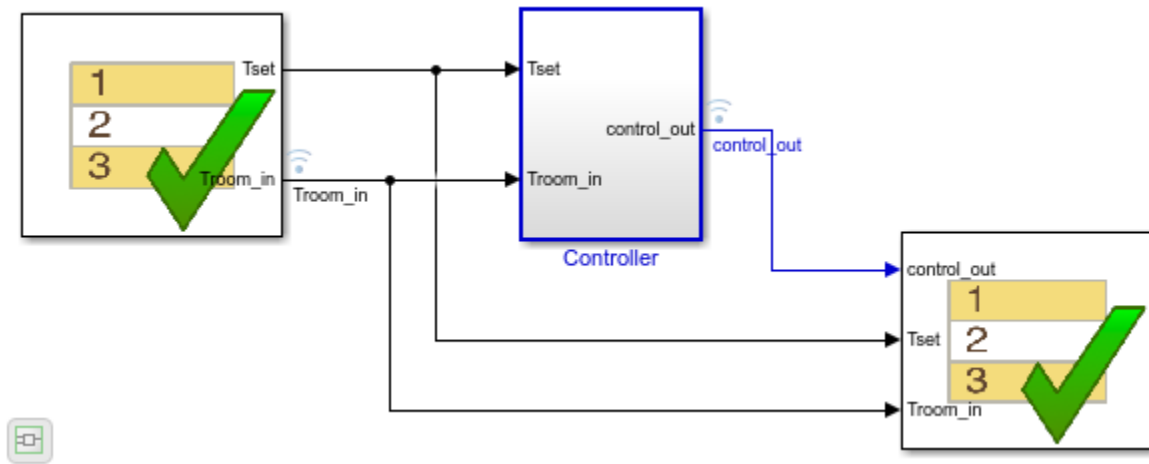 1
2
3
Tset
Troom_in
Troom_in
Tset
Troom_in
control_out
Controller
control_out
control_out
Tset
Troom_in
1
2
3